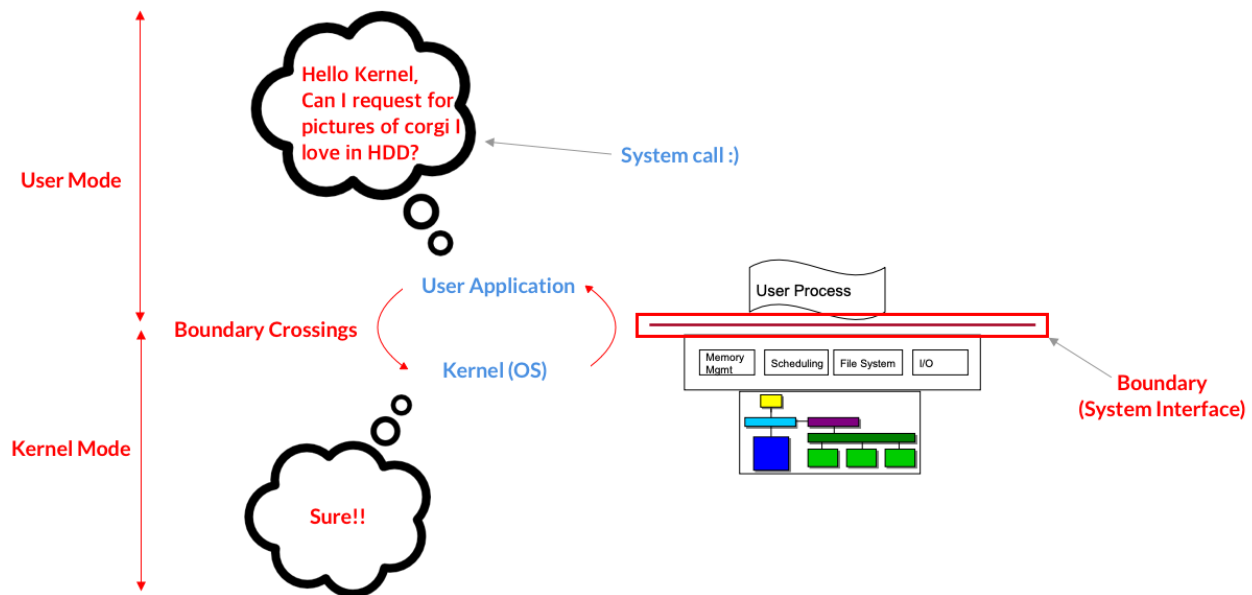 Hello Kernel,
Can I request for
pictures of corgi I
love in HDD?
System call :)
User Mode
User Application
User Process
Boundary Crossings
Memory
Mgmt
Scheduling
File System
I/O
Kernel (OS)
Boundary
(System Interface)
Kernel Mode
Sure!!